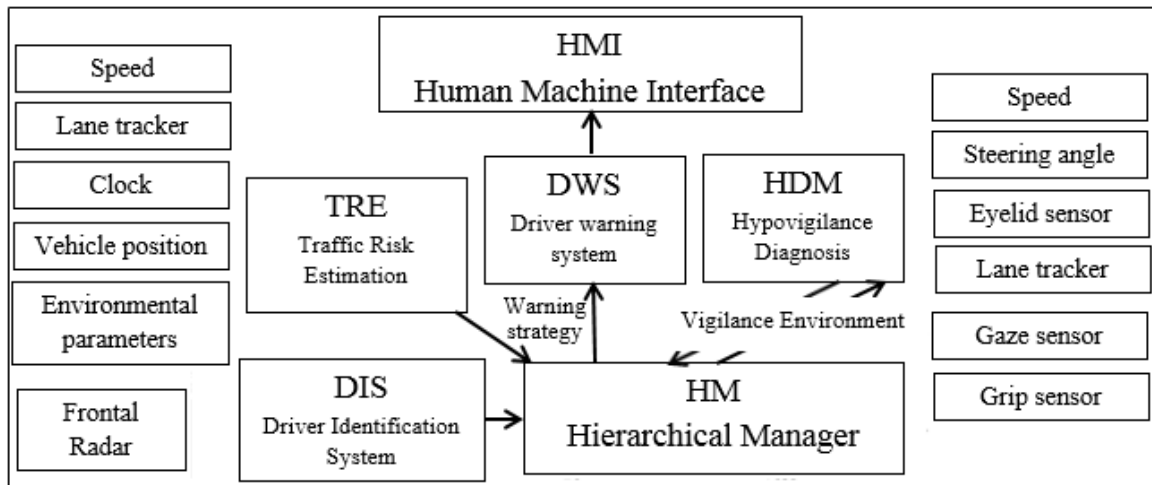 Speed
Lane tracker
Clock
Vehicle position
Environmental
parameters
Frontal
Radar
HMI
Human Machine Interface
TRE
Traffic Risk
Estimation
DWS
Driver warning
system
HDM
Hypovigilance
Diagnosis
Warning
strategy
Vigilance Environment
DIS
Driver Identification
System
HM
Hierarchical Manager
Speed
Steering angle
Eyelid sensor
Lane tracker
Gaze sensor
Grip sensor